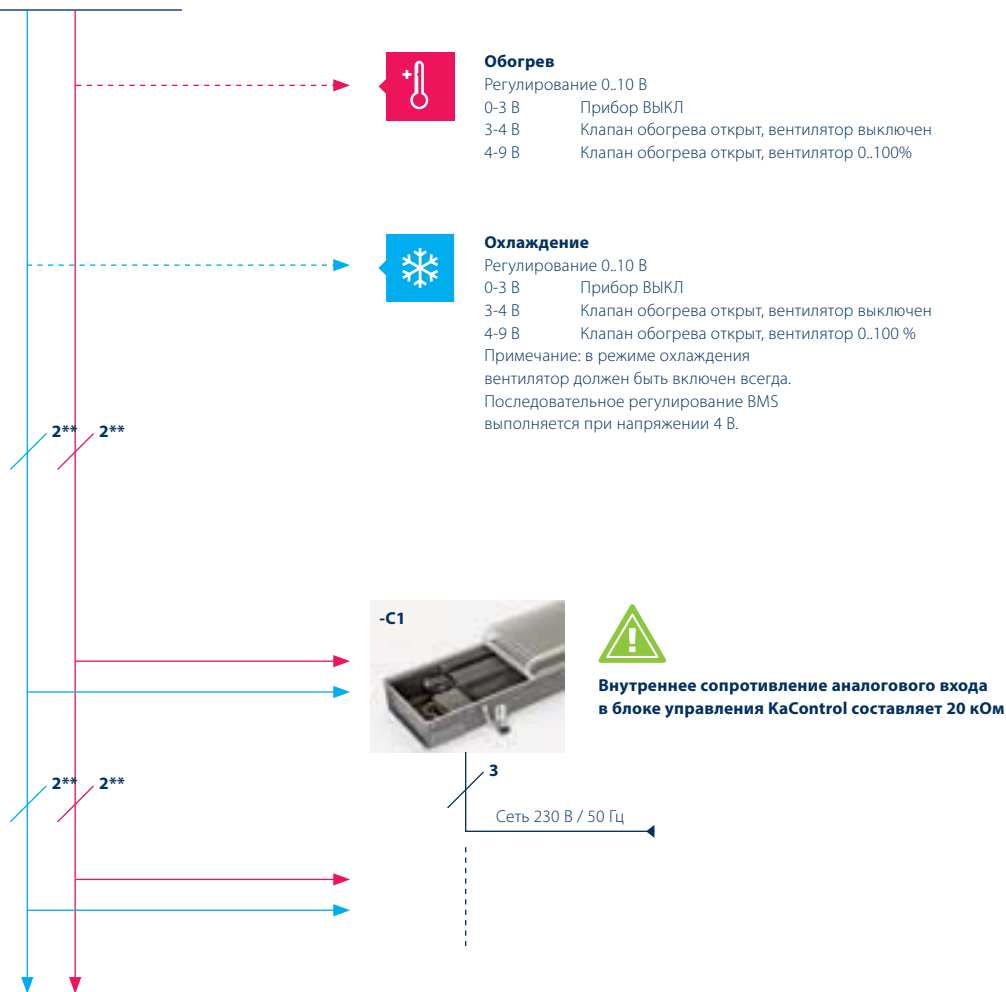 Обогрев
Регулирование 0..10 В
0-3 В Прибор ВЫКЛ
3-4 В Клапан обогрева открыт, вентилятор выключен
4-9 В Клапан обогрева открыт, вентилятор 0..100%
Охлаждение
Регулирование 0..10 В
0-3 В Прибор ВЫКЛ
3-4 В Клапан обогрева открыт, вентилятор выключен
4-9 В Клапан обогрева открыт, вентилятор 0..100 %
Примечание: в режиме охлаждения
вентилятор должен быть включен всегда.
Последовательное регулирование BMS
выполняется при напряжении 4 В.
2** 2**
-C1
Внутреннее сопротивление аналогового входа
в блоке управления KaControl составляет 20 кОм
3
2** 2**
Сеть 230 В / 50 Гц